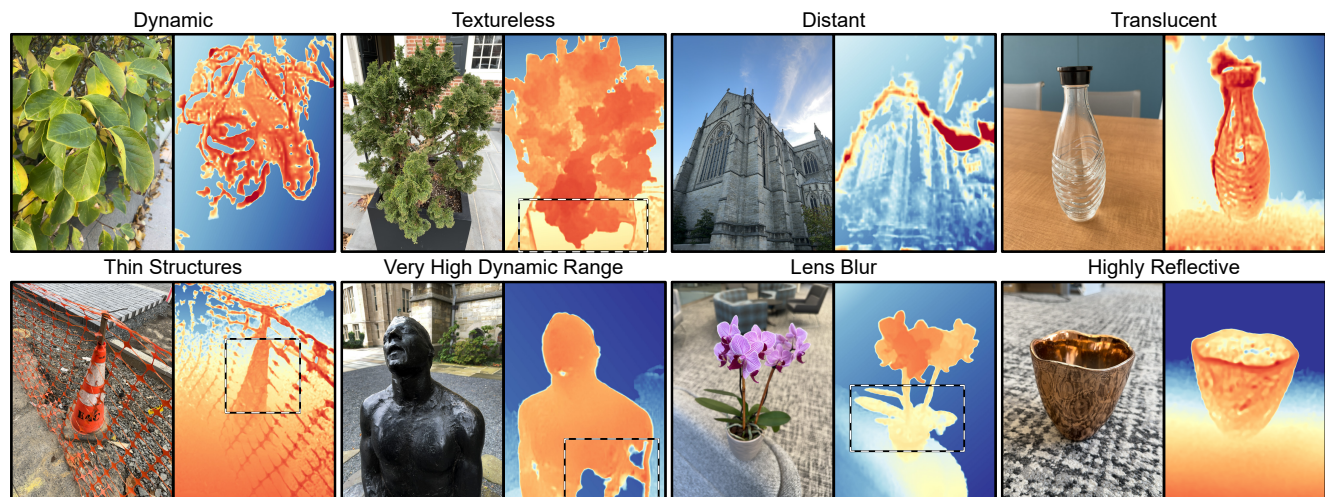 Dynamic
Textureless
Distant
Translucent
Thin Structures
Very High Dynamic Range
Lens Blur
Highly Reflective